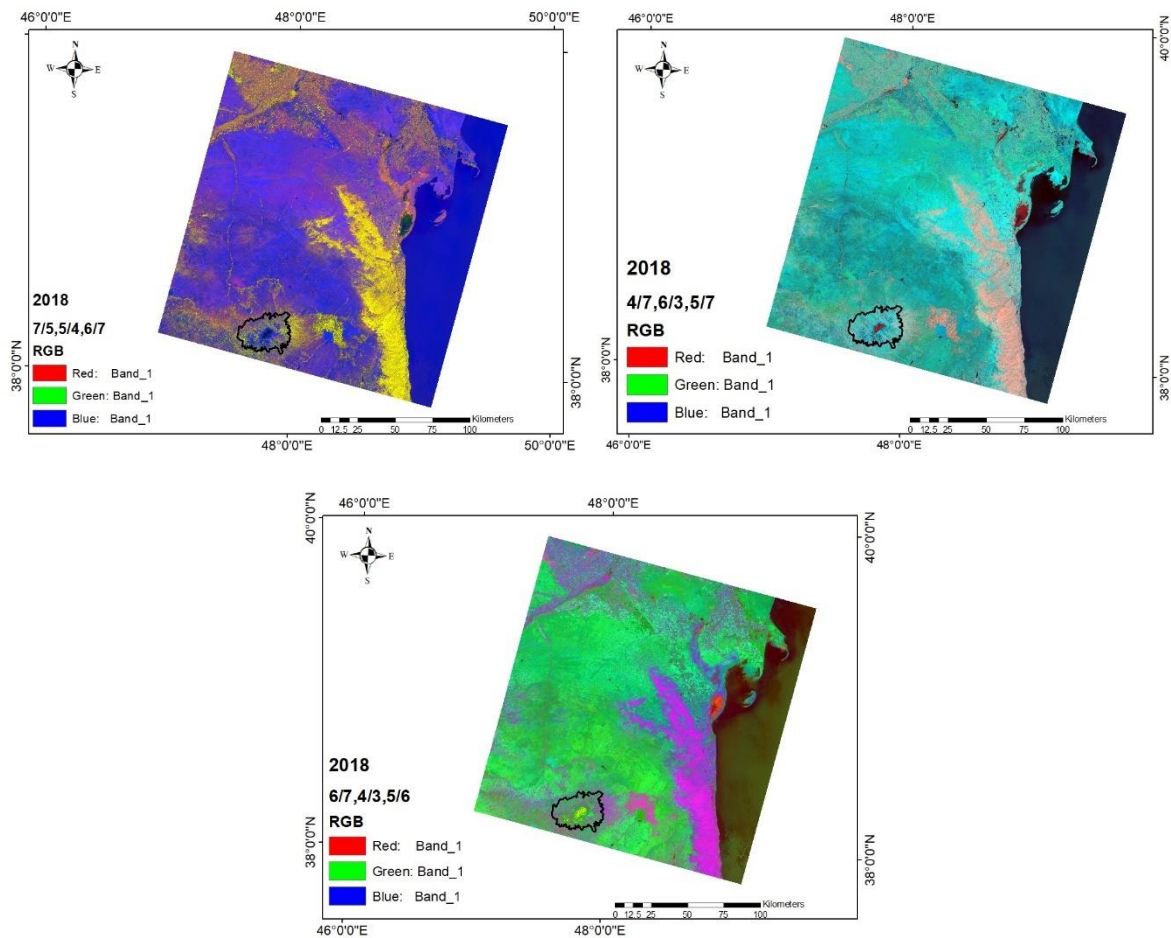 46°0'0"E 48°0'0"E 50°0'0"E
N
W E
S
2018
7/5,5/4,6/7
RGB
Red: Band_1
Green: Band_1
Blue: Band_1
38°0'0"N
38°0'0"N
Kilometers
0 12.5 25 50 75 100
48°0'0"E 50°0'0"E
46°0'0"E 48°0'0"E
40°0'0"N
N
W E
S
2018
4/7,6/3,5/7
RGB
Red: Band_1
Green: Band_1
Blue: Band_1
38°0'0"N
38°0'0"N
Kilometers
0 12.5 25 50 75 100
46°0'0"E 48°0'0"E
46°0'0"E 48°0'0"E
40°0'0"N
40°0'0"N
N
W E
S
2018
6/7,4/3,5/6
RGB
Red: Band_1
Green: Band_1
Blue: Band_1
38°0'0"N
38°0'0"N
Kilometers
0 12.5 25 50 75 100
46°0'0"E 48°0'0"E